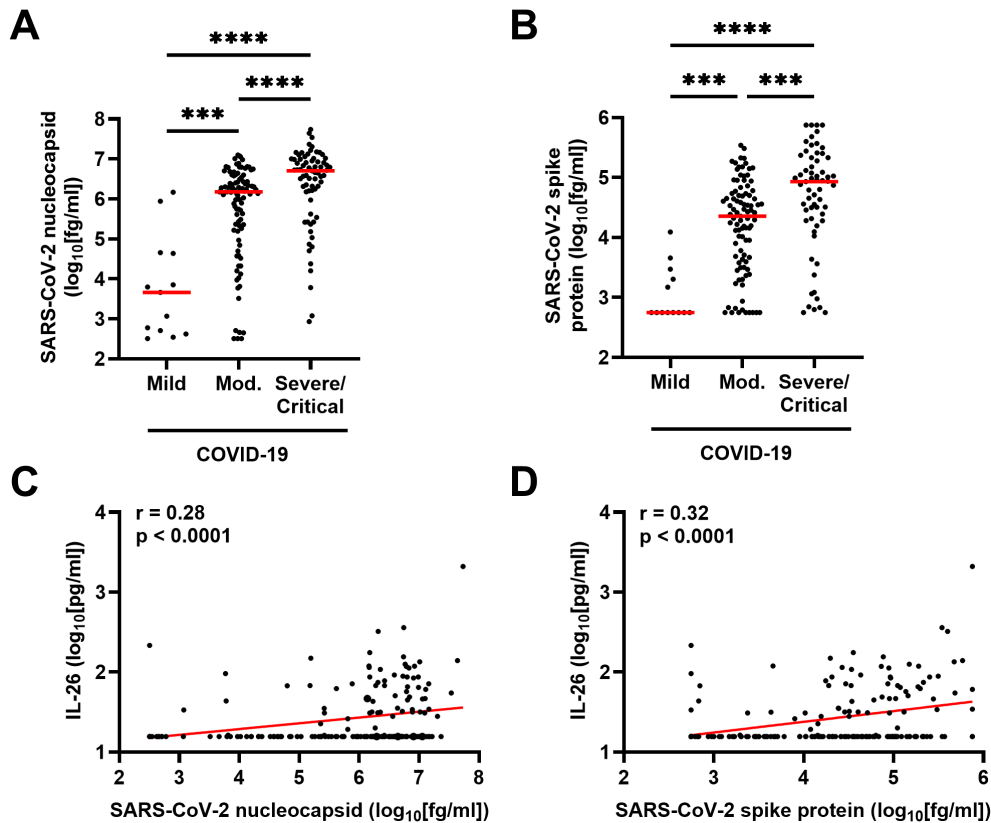 A
****
****
***
SARS-CoV-2 nucleocapsid
(log10[fg/ml])
8
7
6
5
4
3
2
Mild
Mod.
Severe/
Critical
COVID-19
B
****
***
***
SARS-CoV-2 spike
protein (log10[fg/ml])
6
5
4
3
2
Mild
Mod.
Severe/
Critical
COVID-19
C
r = 0.28
p < 0.0001
IL-26 (log10[pg/ml])
4
3
2
1
2
3
4
5
6
7
8
SARS-CoV-2 nucleocapsid (log10[fg/ml])
D
r = 0.32
p < 0.0001
IL-26 (log10[pg/ml])
4
3
2
1
2
3
4
5
6
SARS-CoV-2 spike protein (log10[fg/ml])